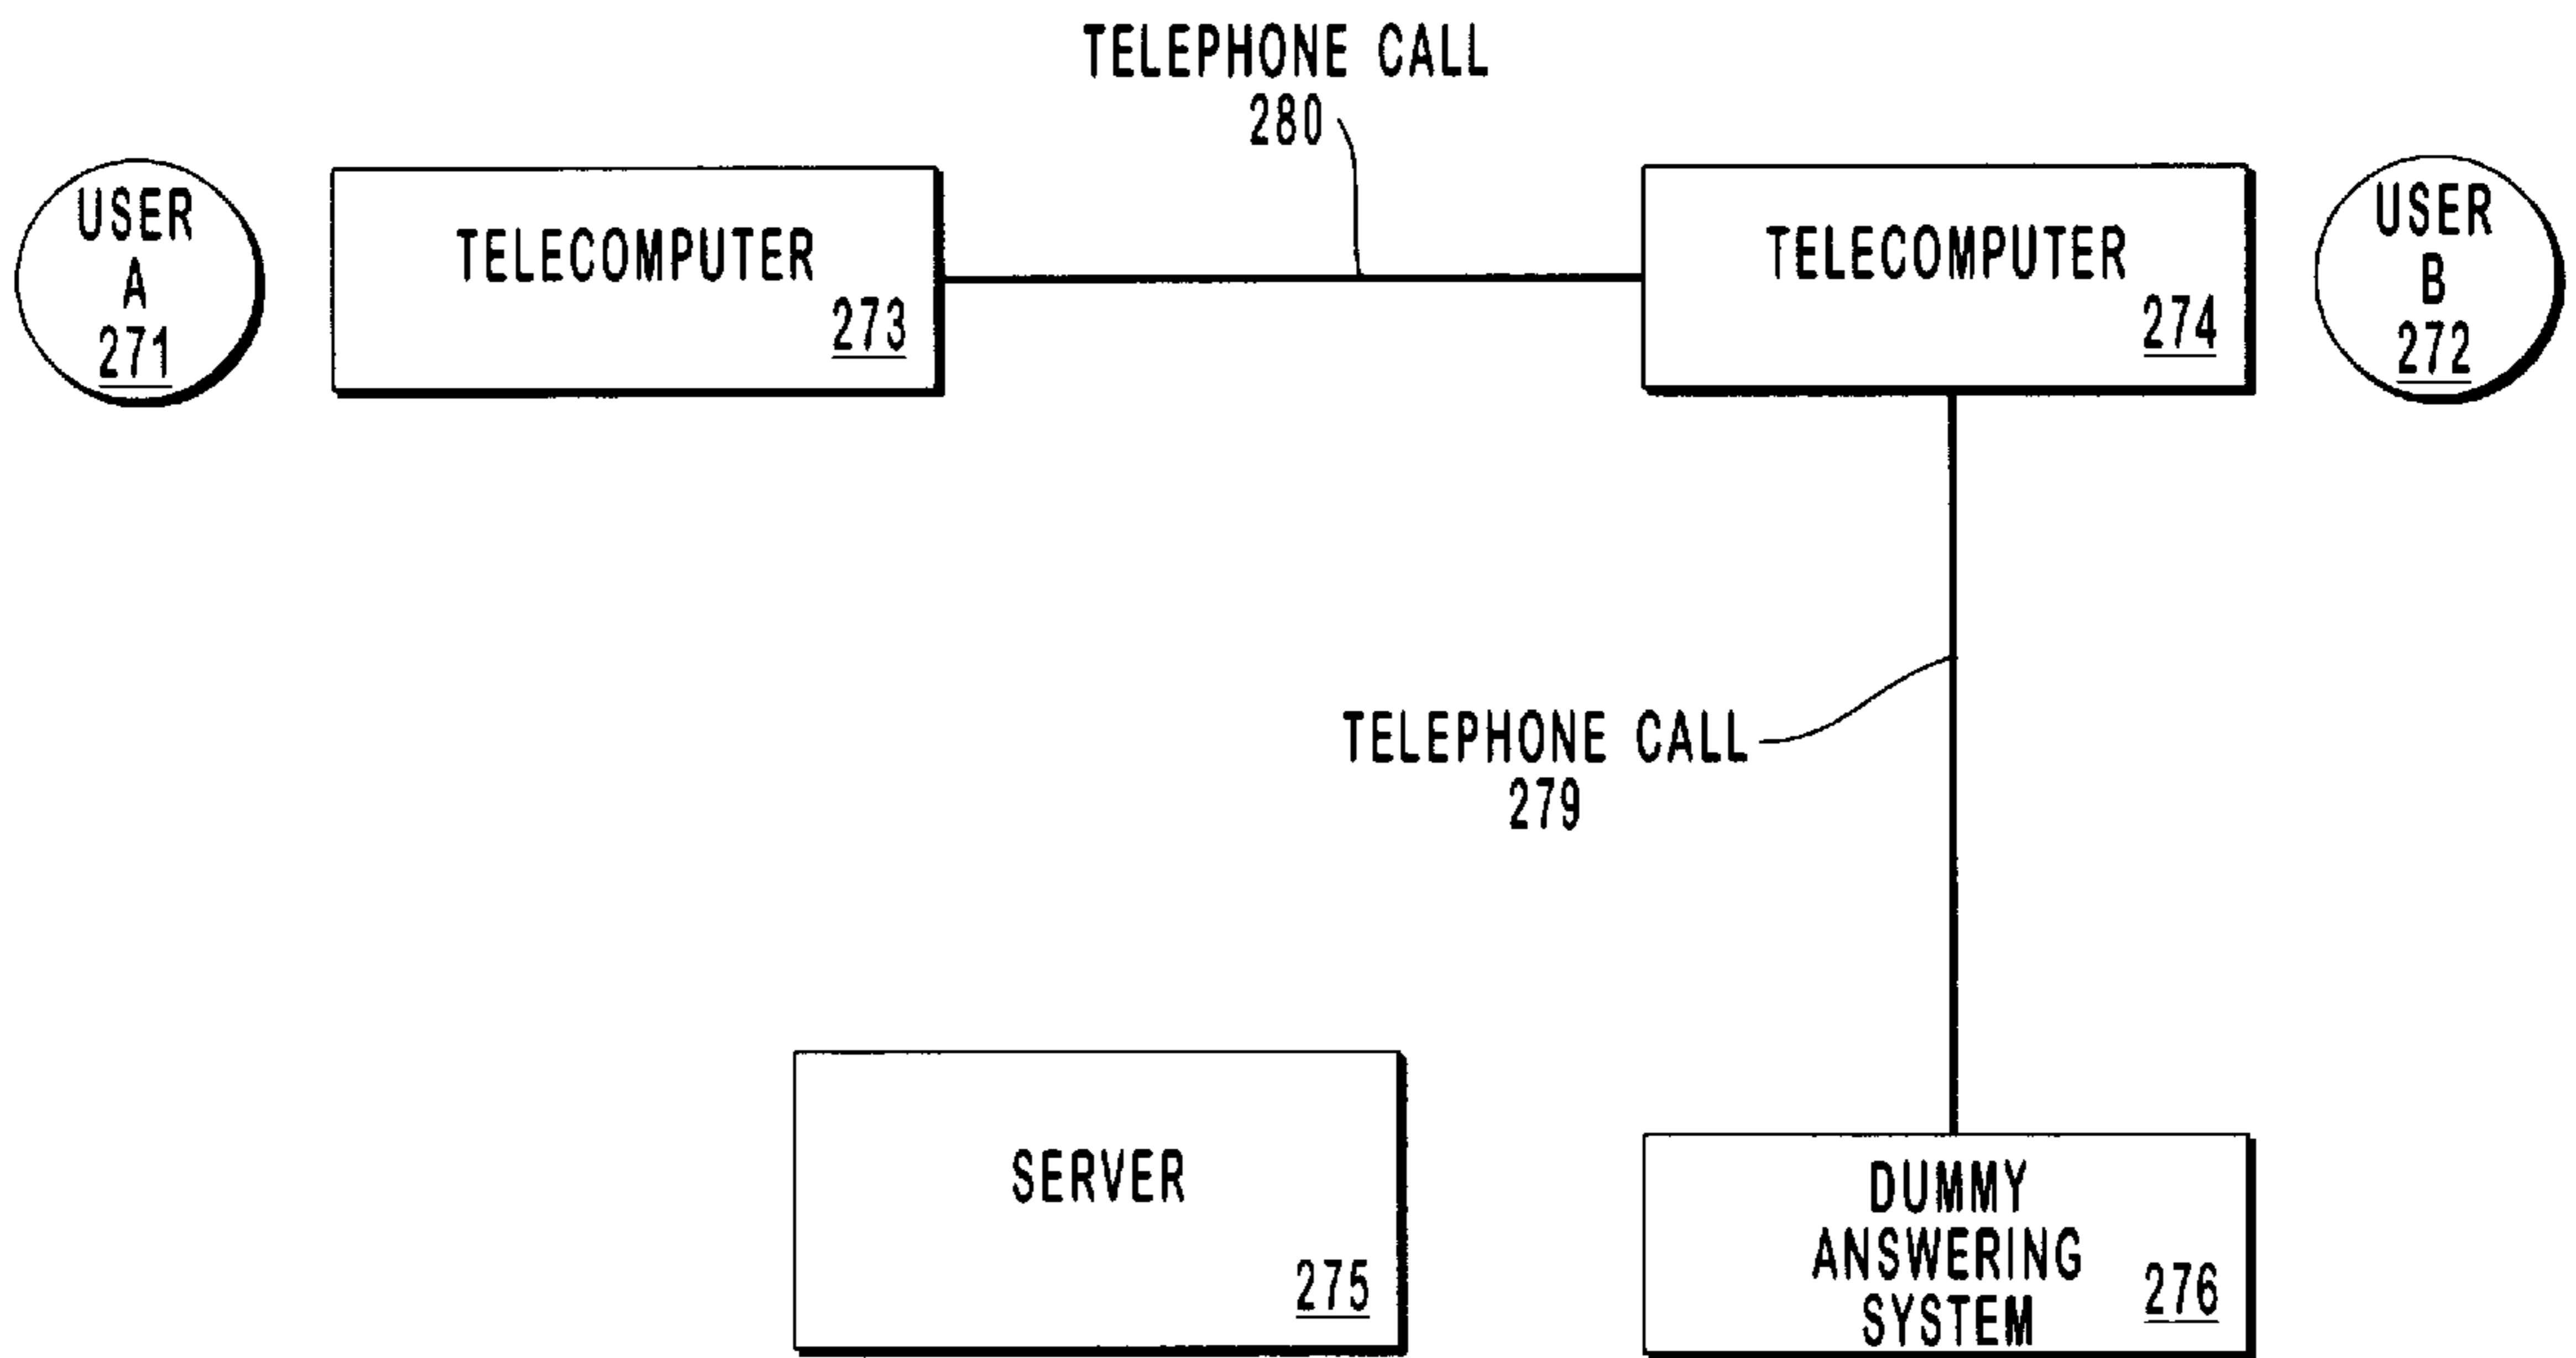 TELEPHONE CALL
280
USER
A
271
TELECOMPUTER
273
TELECOMPUTER
274
USER
B
272
TELEPHONE CALL
279
SERVER
275
DUMMY
ANSWERING
SYSTEM
276